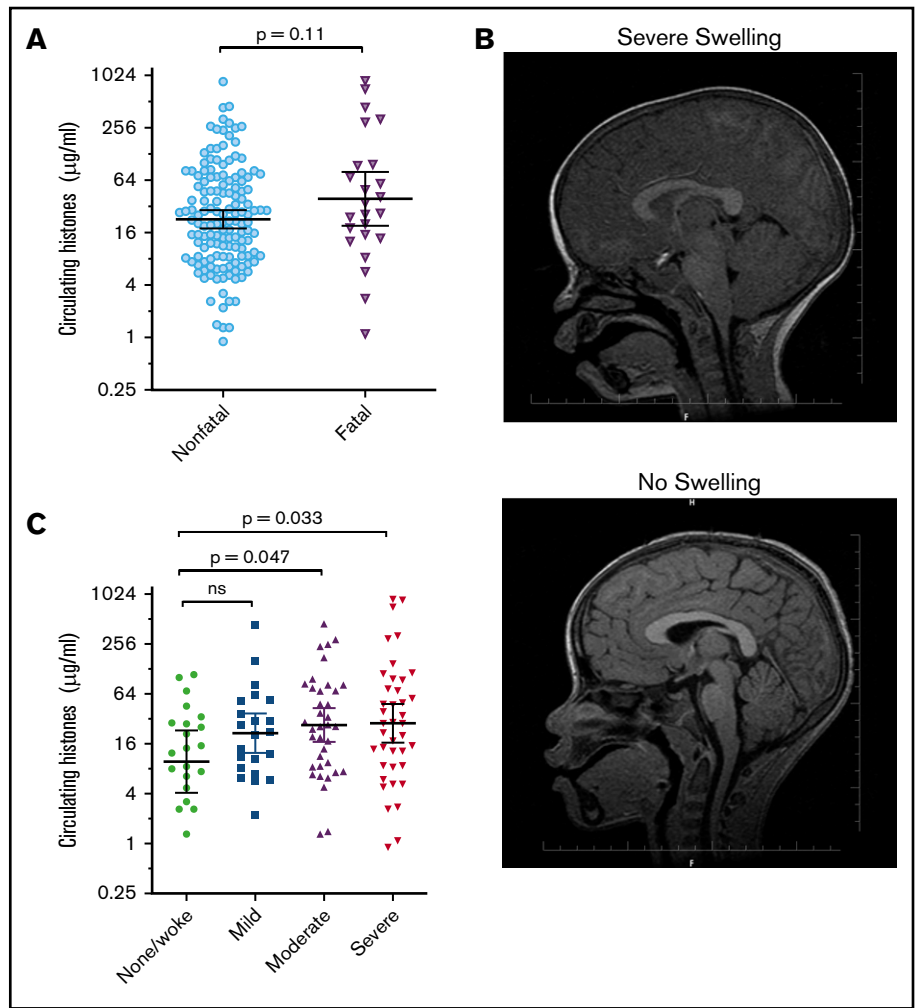 A
p = 0.11
Circulating histones (μg/ml)
1024
256
64
16
4
1
0.25
Nonfatal
Fatal
B
Severe Swelling
F
No Swelling
H
F
C
p = 0.033
p = 0.047
ns
Circulating histones (μg/ml)
1024
256
64
16
4
1
0.25
None/woke
Mild
Moderate
Severe